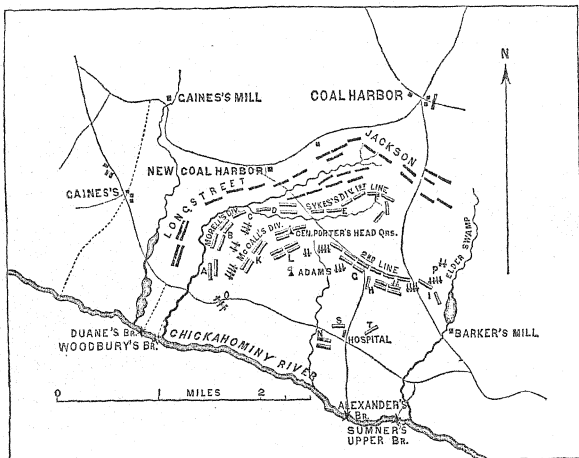 N
GAINES'S MILL
COAL HARBOR
JACKSON
NEW COAL HARBOR
GAINES'S
LONGSTREET
SYKES'S DIV. 1ST LINE
MORELL'S DIV.
C
D
E
B
McCALL'S DIV.
GEN. PORTER'S HEAD QRS.
ELDER SWAMP
A
K
L
ADAMS
2ND LINE
G
H
P
I
O
DUANE'S BR.
WOODBURY'S BR.
CHICKAHOMINY RIVER
S
T
HOSPITAL
BARKER'S MILL
0 MILES 2
ALEXANDER'S
BR.
SUMNER'S
UPPER BR.